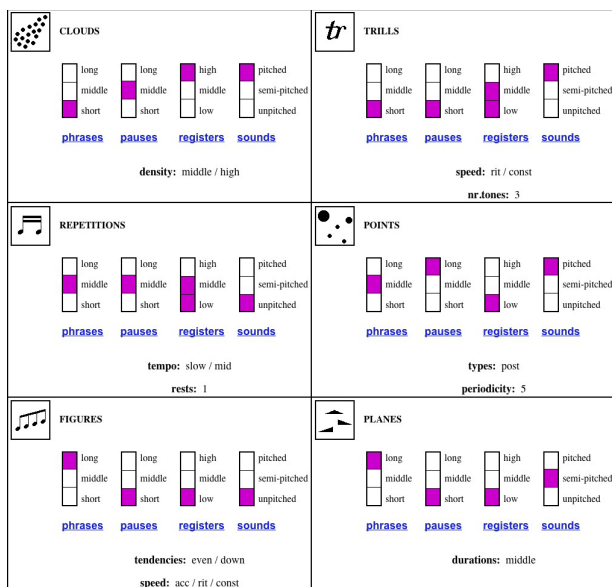 CLOUDS
long long high pitched
middle middle middle semi-pitched
short short low unpitched
phrases pauses registers sounds
density: middle / high
tr TRILLS
long long high pitched
middle middle middle semi-pitched
short short low unpitched
phrases pauses registers sounds
speed: rit / const
nr.tones: 3
REPETITIONS
long long high pitched
middle middle middle semi-pitched
short short low unpitched
phrases pauses registers sounds
tempo: slow / mid
rests: 1
POINTS
long long high pitched
middle middle middle semi-pitched
short short low unpitched
phrases pauses registers sounds
types: post
periodicity: 5
FIGURES
long long high pitched
middle middle middle semi-pitched
short short low unpitched
phrases pauses registers sounds
tendencies: even / down
speed: acc / rit / const
PLANES
long long high pitched
middle middle middle semi-pitched
short short low unpitched
phrases pauses registers sounds
durations: middle